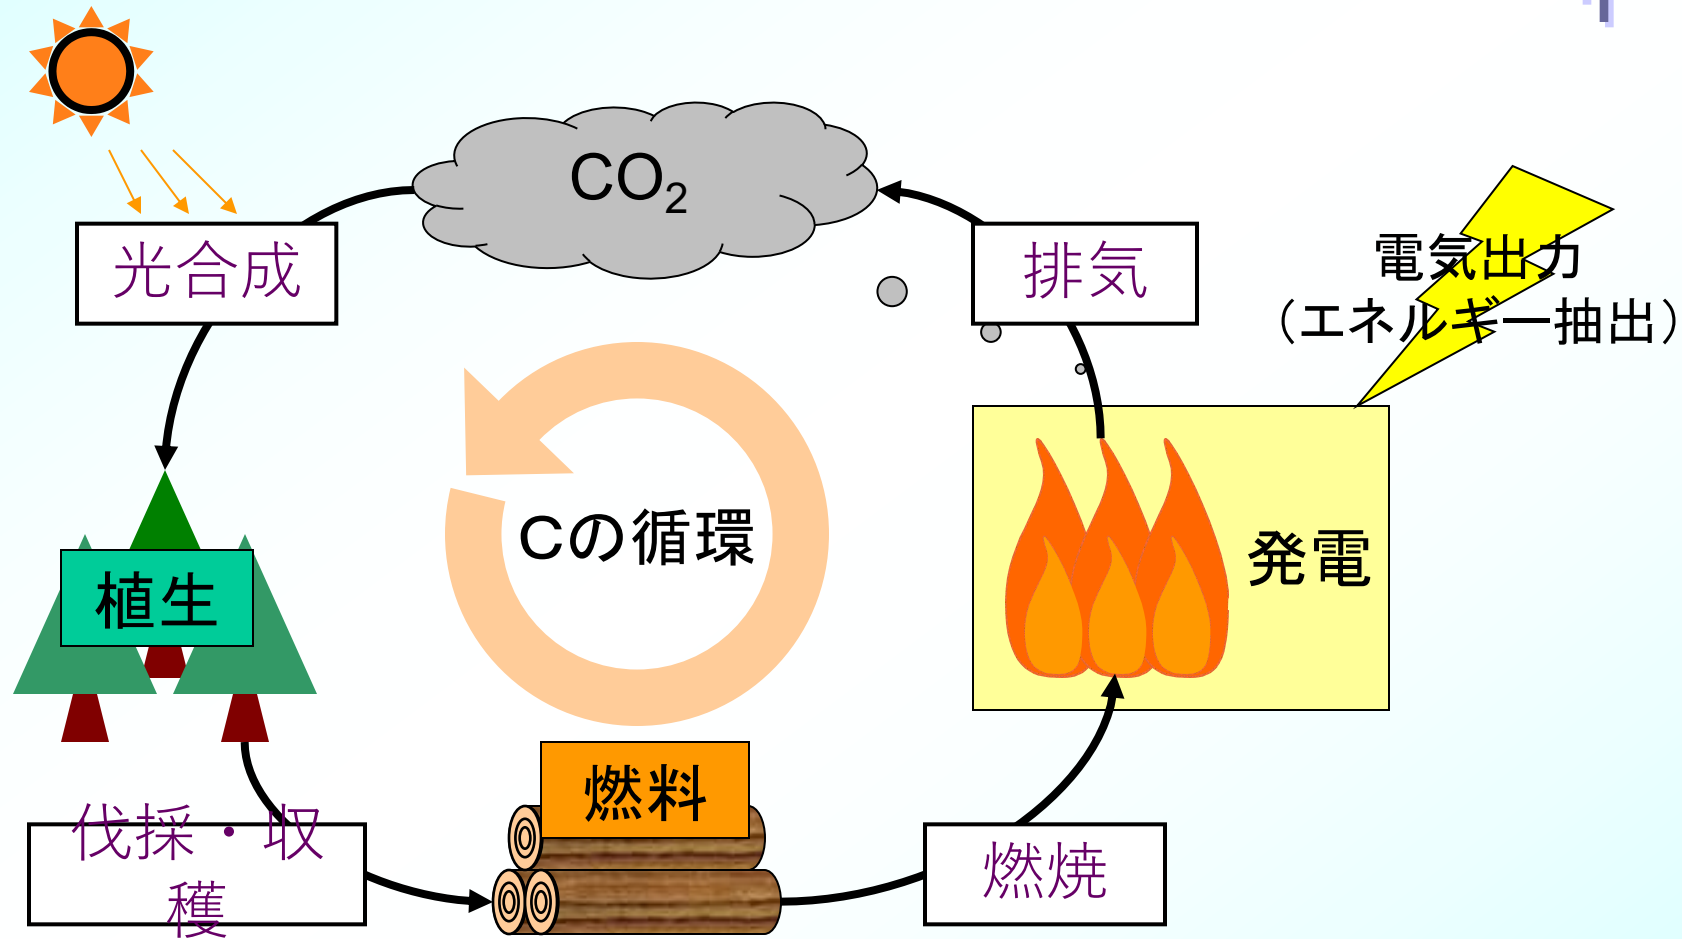 CO₂
光合成
排気
電気出力
（エネルギー抽出）
Cの循環
発電
植生
燃料
伐採・収
穫
燃焼